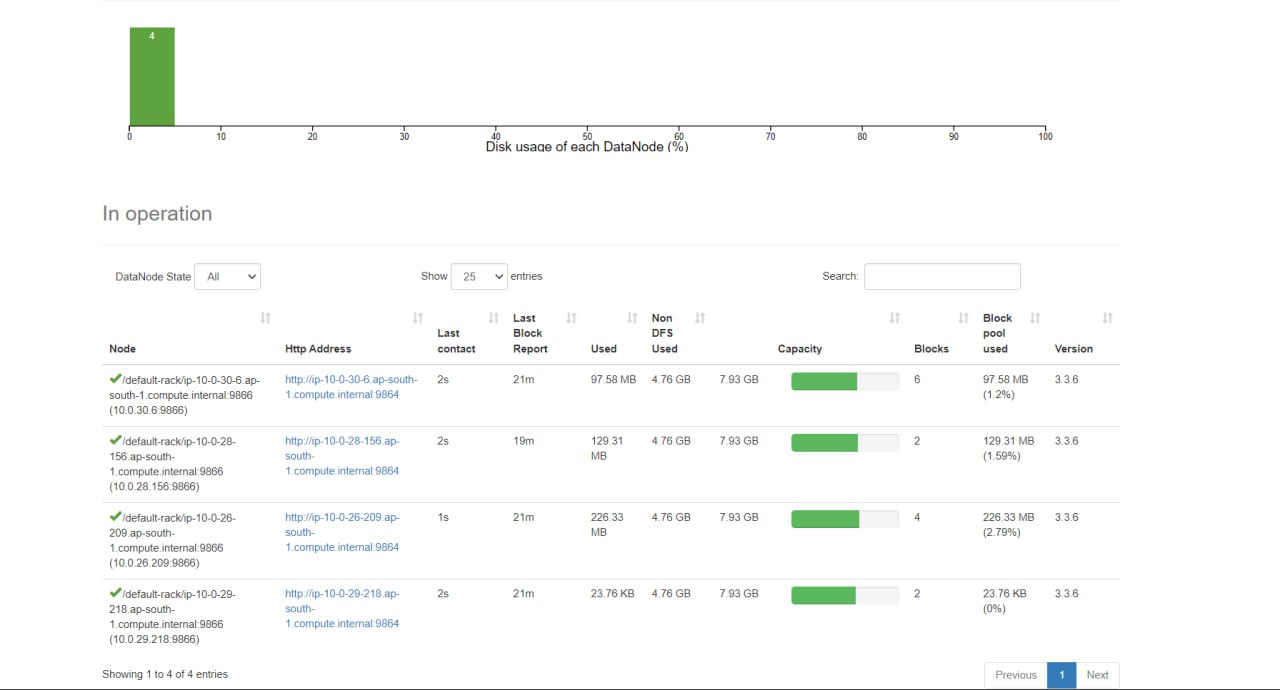 4
0 10 20 30 40 50 60 70 80 90 100
Disk usage of each DataNode (%)
In operation
DataNode State All Show 25 entries Search:
Node Http Address Last contact Last Block Report Used Non DFS Used Capacity Blocks Block pool used Version
/default-rack/ip-10-0-30-6.ap- http://ip-10-0-30-6.ap-south- 2s 21m 97.58 MB 4.76 GB 7.93 GB 6 97.58 MB 3.3.6
south-1.compute.internal:9866 1.compute.internal:9864 (1.2%)
(10.0.30.6:9866)
/default-rack/ip-10-0-28- http://ip-10-0-28-156.ap- 2s 19m 129.31 4.76 GB 7.93 GB 2 129.31 MB 3.3.6
156.ap-south- south- MB (1.59%)
1.compute.internal:9866 1.compute.internal:9864
(10.0.28.156:9866)
/default-rack/ip-10-0-26- http://ip-10-0-26-209.ap- 1s 21m 226.33 4.76 GB 7.93 GB 4 226.33 MB 3.3.6
209.ap-south- south- MB (2.79%)
1.compute.internal:9866 1.compute.internal:9864
(10.0.26.209:9866)
/default-rack/ip-10-0-29- http://ip-10-0-29-218.ap- 2s 21m 23.76 KB 4.76 GB 7.93 GB 2 23.76 KB 3.3.6
218.ap-south- south- (0%)
1.compute.internal:9866 1.compute.internal:9864
(10.0.29.218:9866)
Showing 1 to 4 of 4 entries Previous 1 Next